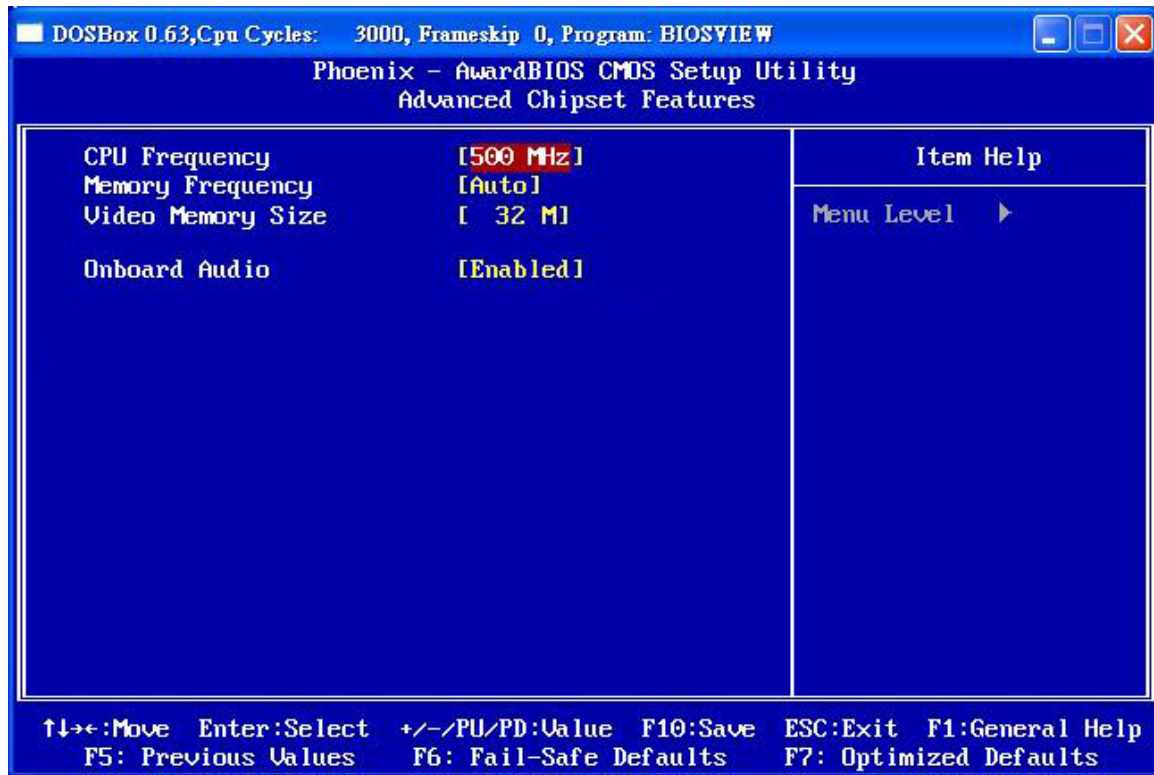 DOSBox 0.63,Cpu Cycles: 3000, Frameskip 0, Program: BIOSVIEW
Phoenix - AwardBIOS CMOS Setup Utility
Advanced Chipset Features
CPU Frequency [500 MHz]
Memory Frequency [Auto]
Video Memory Size [ 32 M]
Onboard Audio [Enabled]
Item Help
Menu Level ▶
↑↓→←:Move Enter:Select +/-/PU/PD:Value F10:Save ESC:Exit F1:General Help
F5: Previous Values F6: Fail-Safe Defaults F7: Optimized Defaults